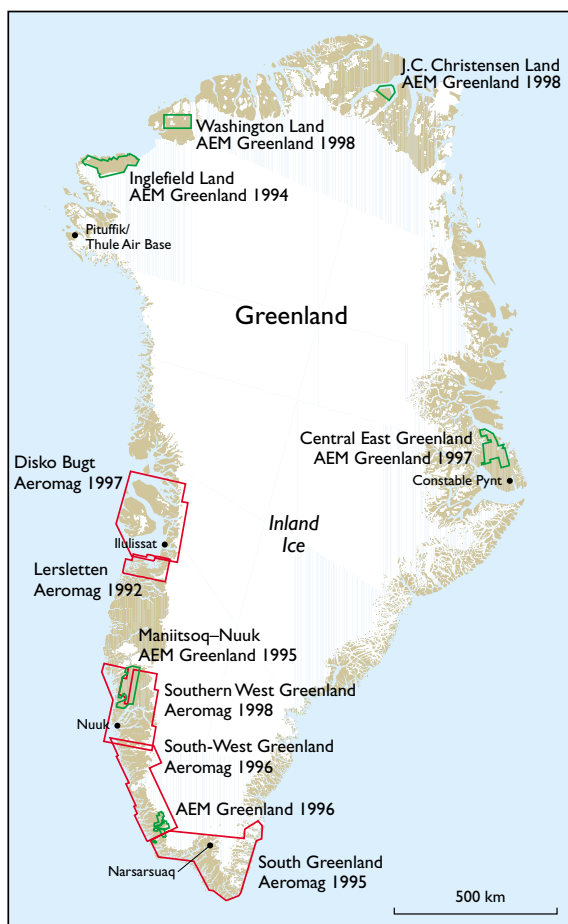 J.C. Christensen Land
AEM Greenland 1998
Washington Land
AEM Greenland 1998
Inglefield Land
AEM Greenland 1994
Pituffik/
Thule Air Base
Greenland
Central East Greenland
AEM Greenland 1997
Constable Pynt
Disko Bugt
Aeromag 1997
Inland
Ice
Ilulissat
Lersletten
Aeromag 1992
Maniitsoq–Nuuk
AEM Greenland 1995
Southern West Greenland
Aeromag 1998
Nuuk
South-West Greenland
Aeromag 1996
AEM Greenland 1996
Narsarsuaq
South Greenland
Aeromag 1995
500 km